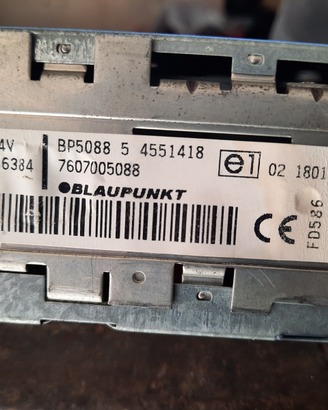 4V BP5088 5 4551418 e1 02 1801
6384 7607005088
BLAUPUNKT
CE
FD586